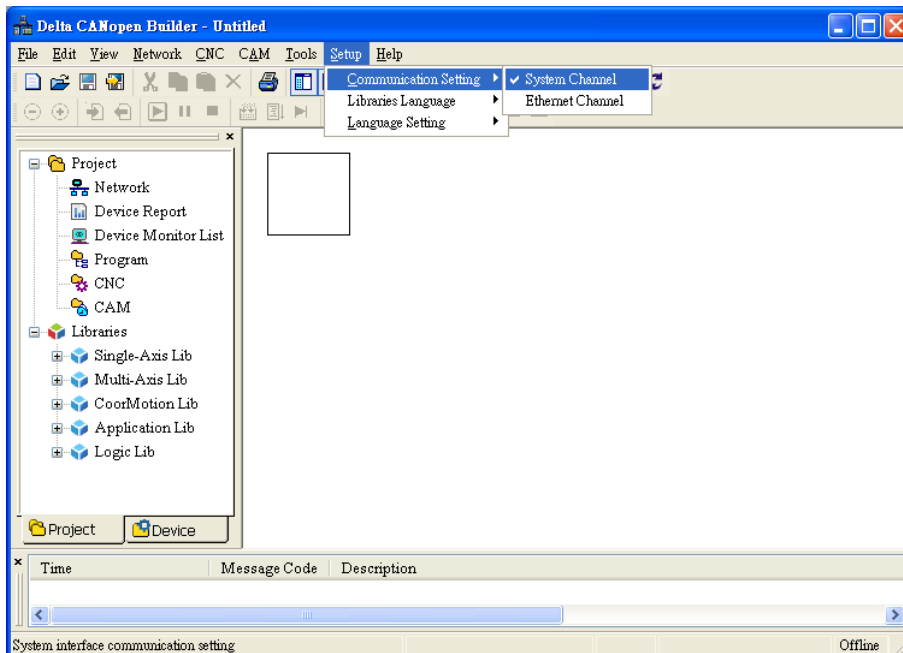 Delta CANopen Builder - Untitled
File Edit View Network CNC CAM Tools Setup Help
Communication Setting
System Channel
Libraries Language
Ethernet Channel
Language Setting
Project
Network
Device Report
Device Monitor List
Program
CNC
CAM
Libraries
Single-Axis Lib
Multi-Axis Lib
CoorMotion Lib
Application Lib
Logic Lib
Project Device
Time Message Code Description
System interface communication setting Offline